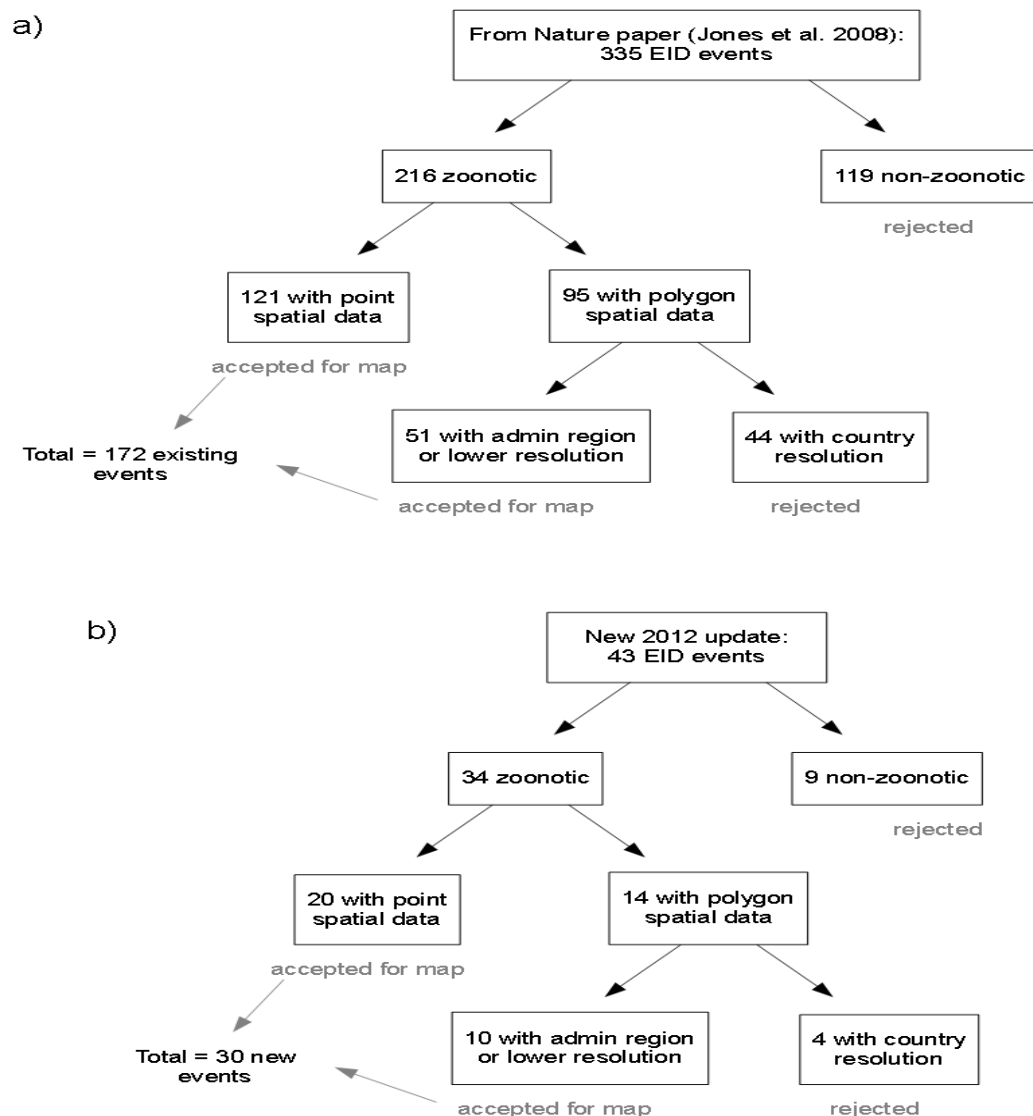 a)
From Nature paper (Jones et al. 2008):
335 EID events
216 zoonotic
119 non-zoonotic
rejected
121 with point
spatial data
95 with polygon
spatial data
accepted for map
51 with admin region
or lower resolution
44 with country
resolution
Total = 172 existing
events
accepted for map
rejected
b)
New 2012 update:
43 EID events
34 zoonotic
9 non-zoonotic
rejected
20 with point
spatial data
14 with polygon
spatial data
accepted for map
10 with admin region
or lower resolution
4 with country
resolution
Total = 30 new
events
accepted for map
rejected